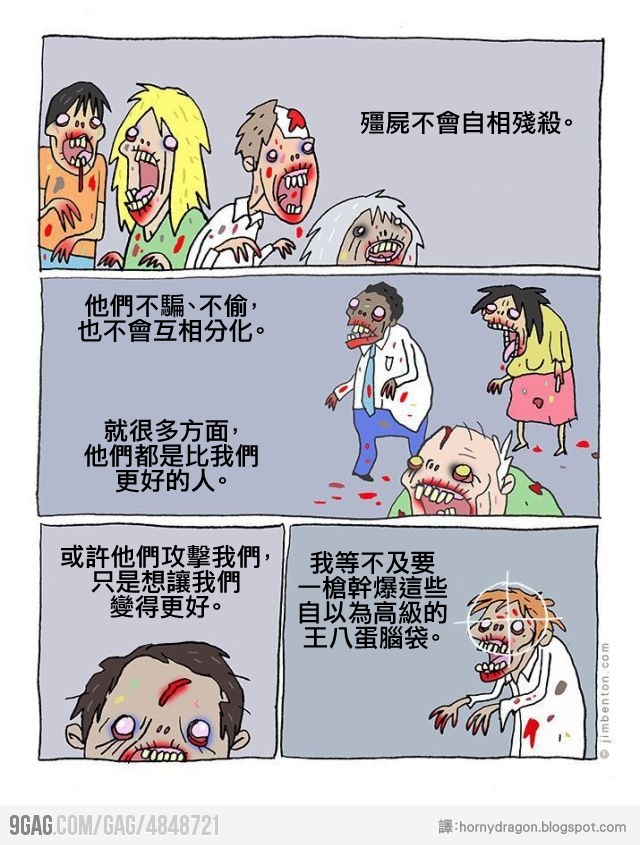 殭屍不會自相殘殺。
他們不騙、不偷，
也不會互相分化。
就很多方面，
他們都是比我們
更好的人。
或許他們攻擊我們，
只是想讓我們
變得更好。
我等不及要
一槍幹爆這些
自以為高級的
王八蛋腦袋。
© jimbenton.com
9GAG.COM/GAG/4848721
譯:hornydragon.blogspot.com